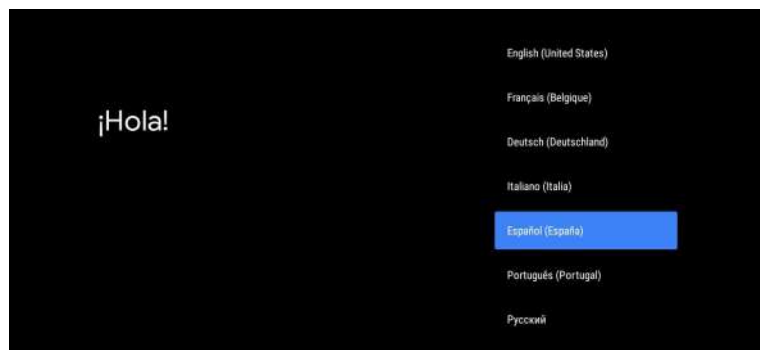 ¡Hola!
English (United States)
Français (Belgique)
Deutsch (Deutschland)
Italiano (Italia)
Español (España)
Português (Portugal)
Русский